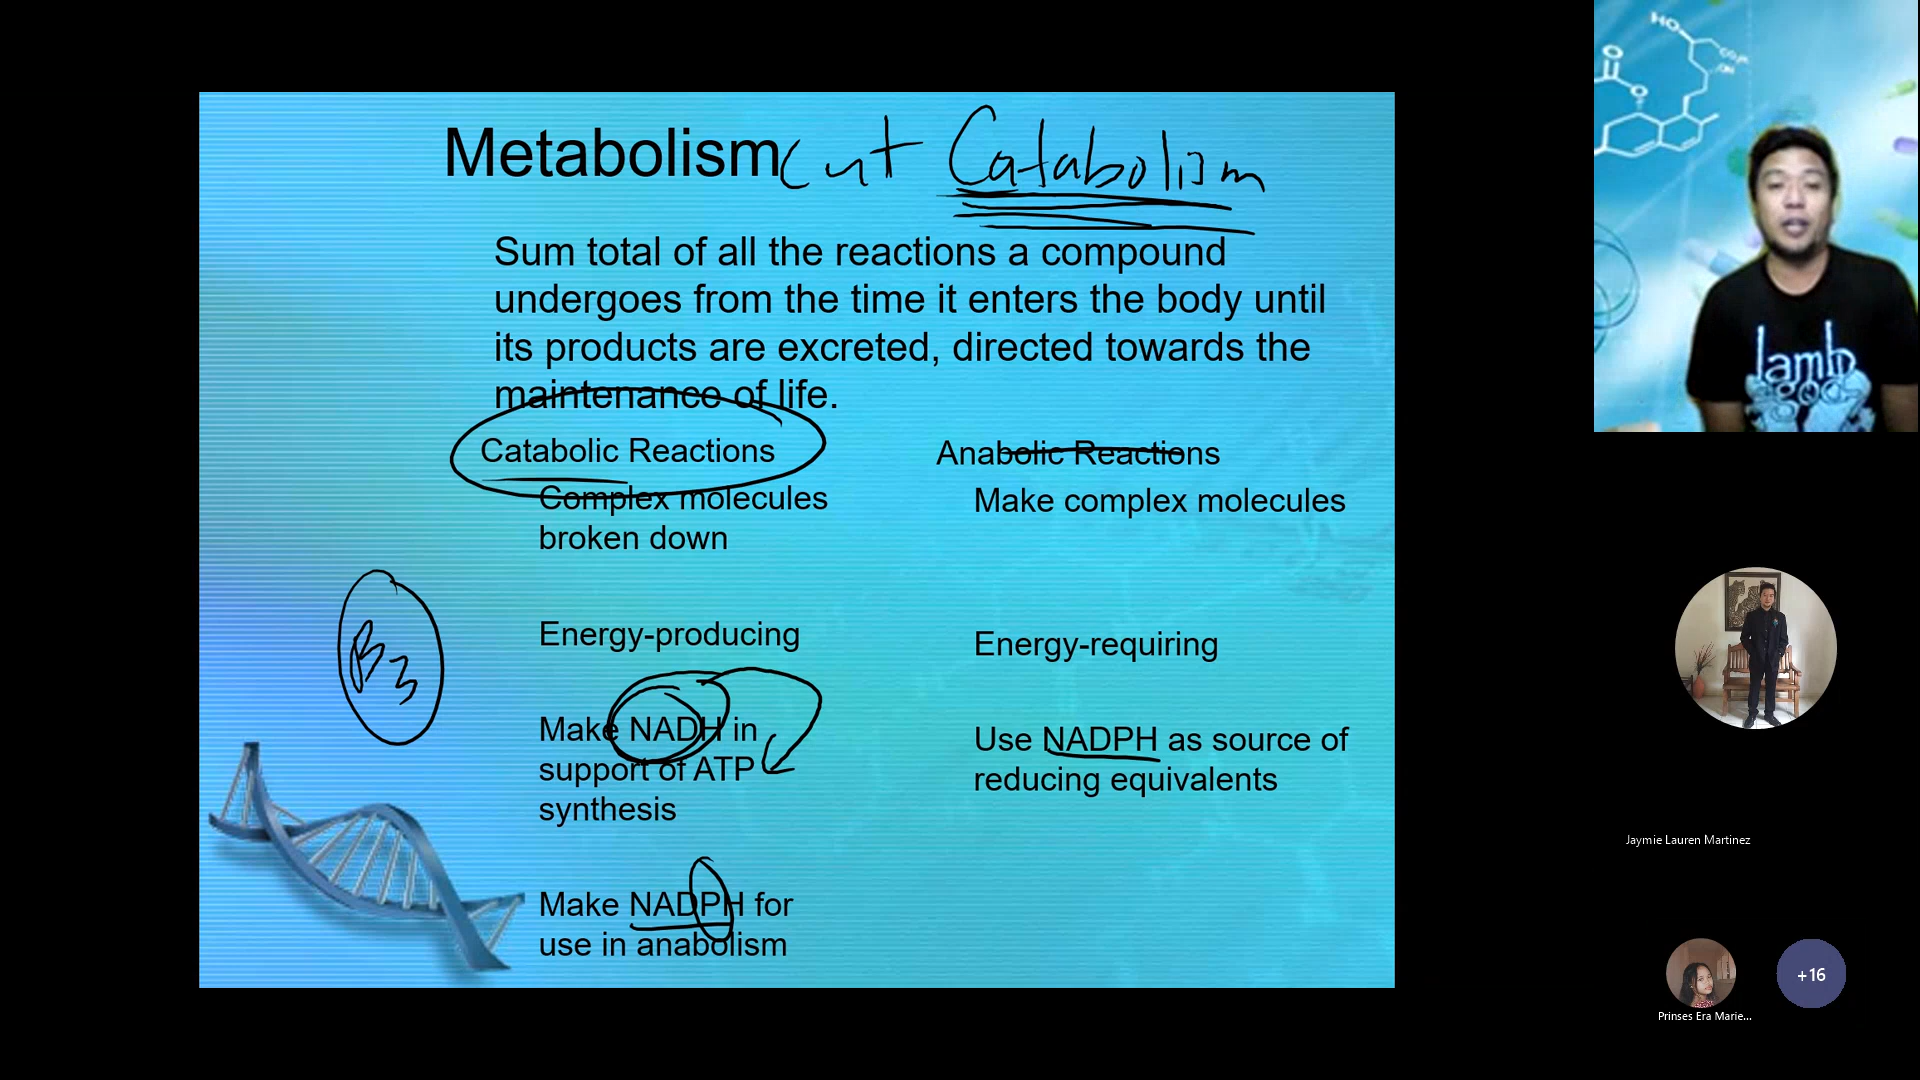 Metabolism cut Catabolism
Sum total of all the reactions a compound
undergoes from the time it enters the body until
its products are excreted, directed towards the
maintenance of life.
Catabolic Reactions
Complex molecules
broken down
Energy-producing
Make NADH in
support of ATP
synthesis
Make NADPH for
use in anabolism
B3
Anabolic Reactions
Make complex molecules
Energy-requiring
Use NADPH as source of
reducing equivalents
HO
O
O
lamb
of god
Jaymie Lauren Martinez
Prinses Era Marie...
+16